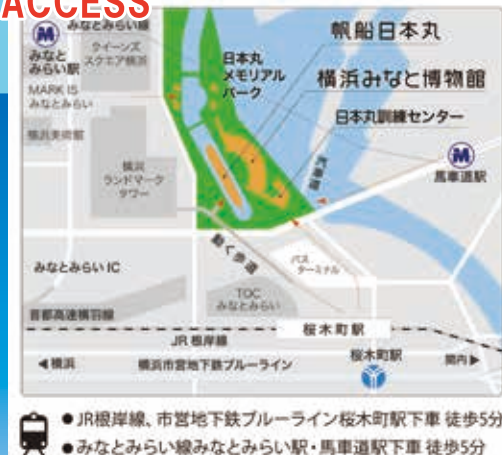 ACCESS
みなとみらい線
みなと
みらい駅
クイーンズ
スクエア横浜
MARK IS
みなとみらい
横浜美術館
横浜
ランドマーク
タワー
日本丸
メモリアル
パーク
帆船日本丸
横浜みなと博物館
日本丸訓練センター
馬車道駅
汽車道
動く歩道
バス
ターミナル
みなとみらいIC
TOC
みなとみらい
首都高速横羽線
桜木町駅
JR 根岸線
◀横浜
横浜市営地下鉄ブルーライン
桜木町駅
関内▶
●JR根岸線、市営地下鉄ブルーライン桜木町駅下車 徒歩5分
●みなとみらい線みなとみらい駅・馬車道駅下車 徒歩5分